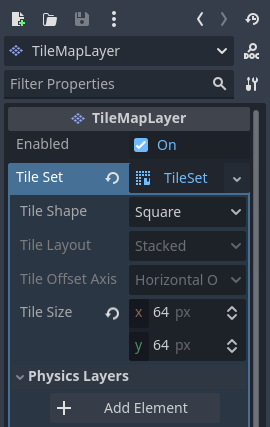 TileMapLayer
DOC
Filter Properties
TileMapLayer
Enabled On
Tile Set TileSet
Tile Shape Square
Tile Layout Stacked
Tile Offset Axis Horizontal O
Tile Size x 64 px
y 64 px
Physics Layers
Add Element